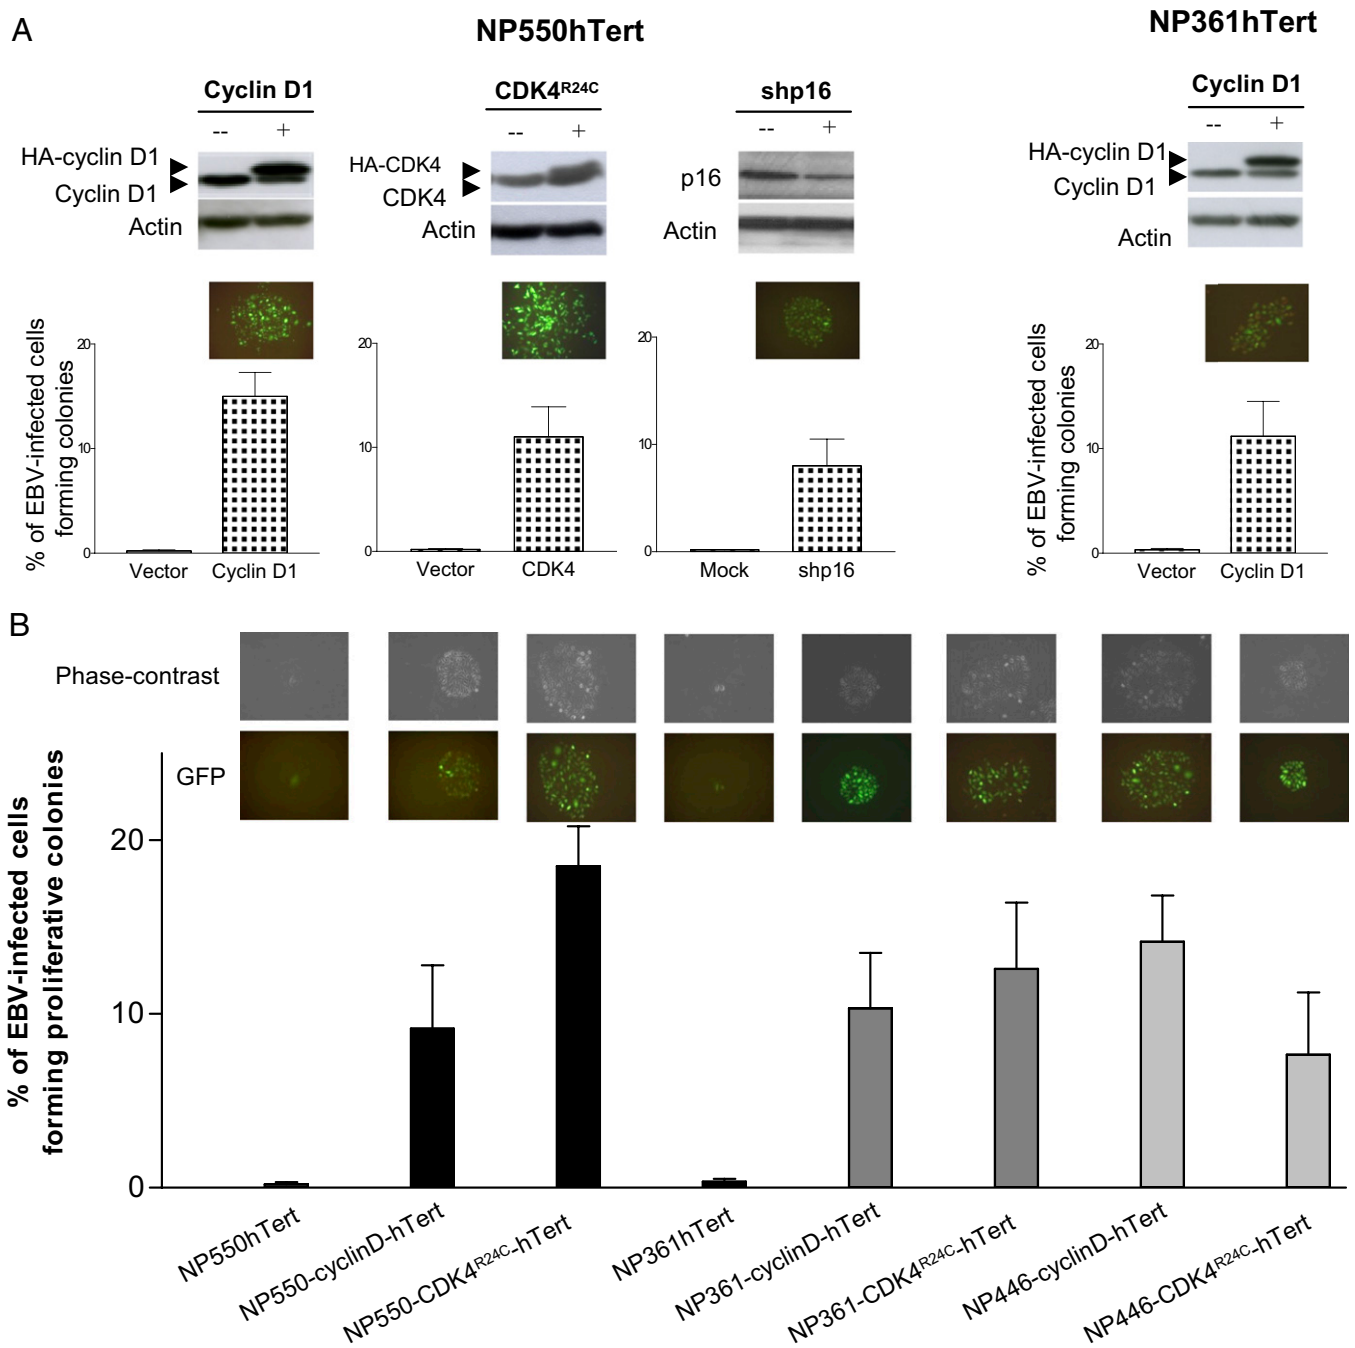 A
NP550hTert
NP361hTert
Cyclin D1
CDK4R24C
shp16
Cyclin D1
-- +
-- +
-- +
-- +
HA-cyclin D1
Cyclin D1
Actin
HA-CDK4
CDK4
Actin
p16
Actin
HA-cyclin D1
Cyclin D1
Actin
% of EBV-infected cells
forming colonies
20
10
0
Vector Cyclin D1
20
10
0
Vector CDK4
20
10
0
Mock shp16
% of EBV-infected cells
forming colonies
20
10
0
Vector Cyclin D1
B
Phase-contrast
GFP
% of EBV-infected cells
forming proliferative colonies
20
10
0
NP550hTert
NP550-cyclinD-hTert
NP550-CDK4R24C-hTert
NP361hTert
NP361-cyclinD-hTert
NP361-CDK4R24C-hTert
NP446-cyclinD-hTert
NP446-CDK4R24C-hTert